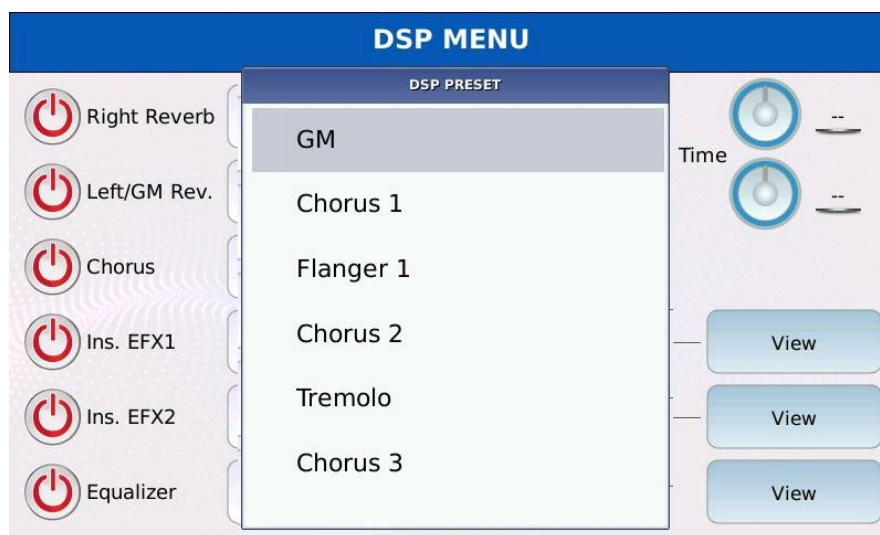 DSP MENU
DSP PRESET
Right Reverb
Left/GM Rev.
Chorus
Ins. EFX1
Ins. EFX2
Equalizer
GM
Chorus 1
Flanger 1
Chorus 2
Tremolo
Chorus 3
Time
--
--
View
View
View